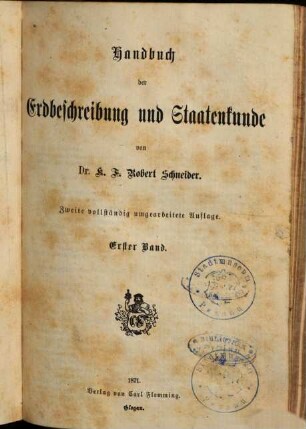 Handbuch
der
Erdbeschreibung und Staatenkunde
von
Dr. K. F. Robert Schneider.
Zweite vollständig umgearbeitete Auflage.
Erster Band.
1871.
Verlag von Carl Flemming.
Glogau.